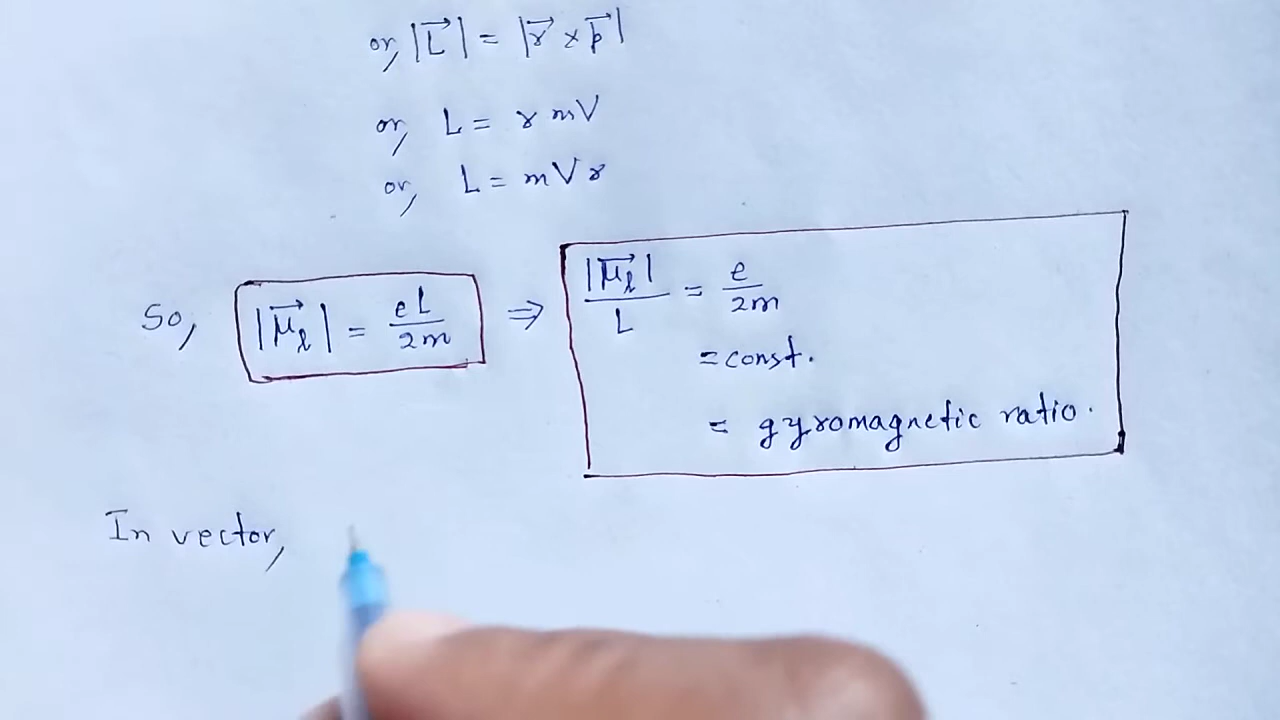 or, |L⃗| = |r⃗ × p⃗|
or, L = r mV
or, L = mVr
So, |μ⃗ₗ| = eL/2m ⇒ |μ⃗ₗ|/L = e/2m
= const.
= gyromagnetic ratio.
In vector,